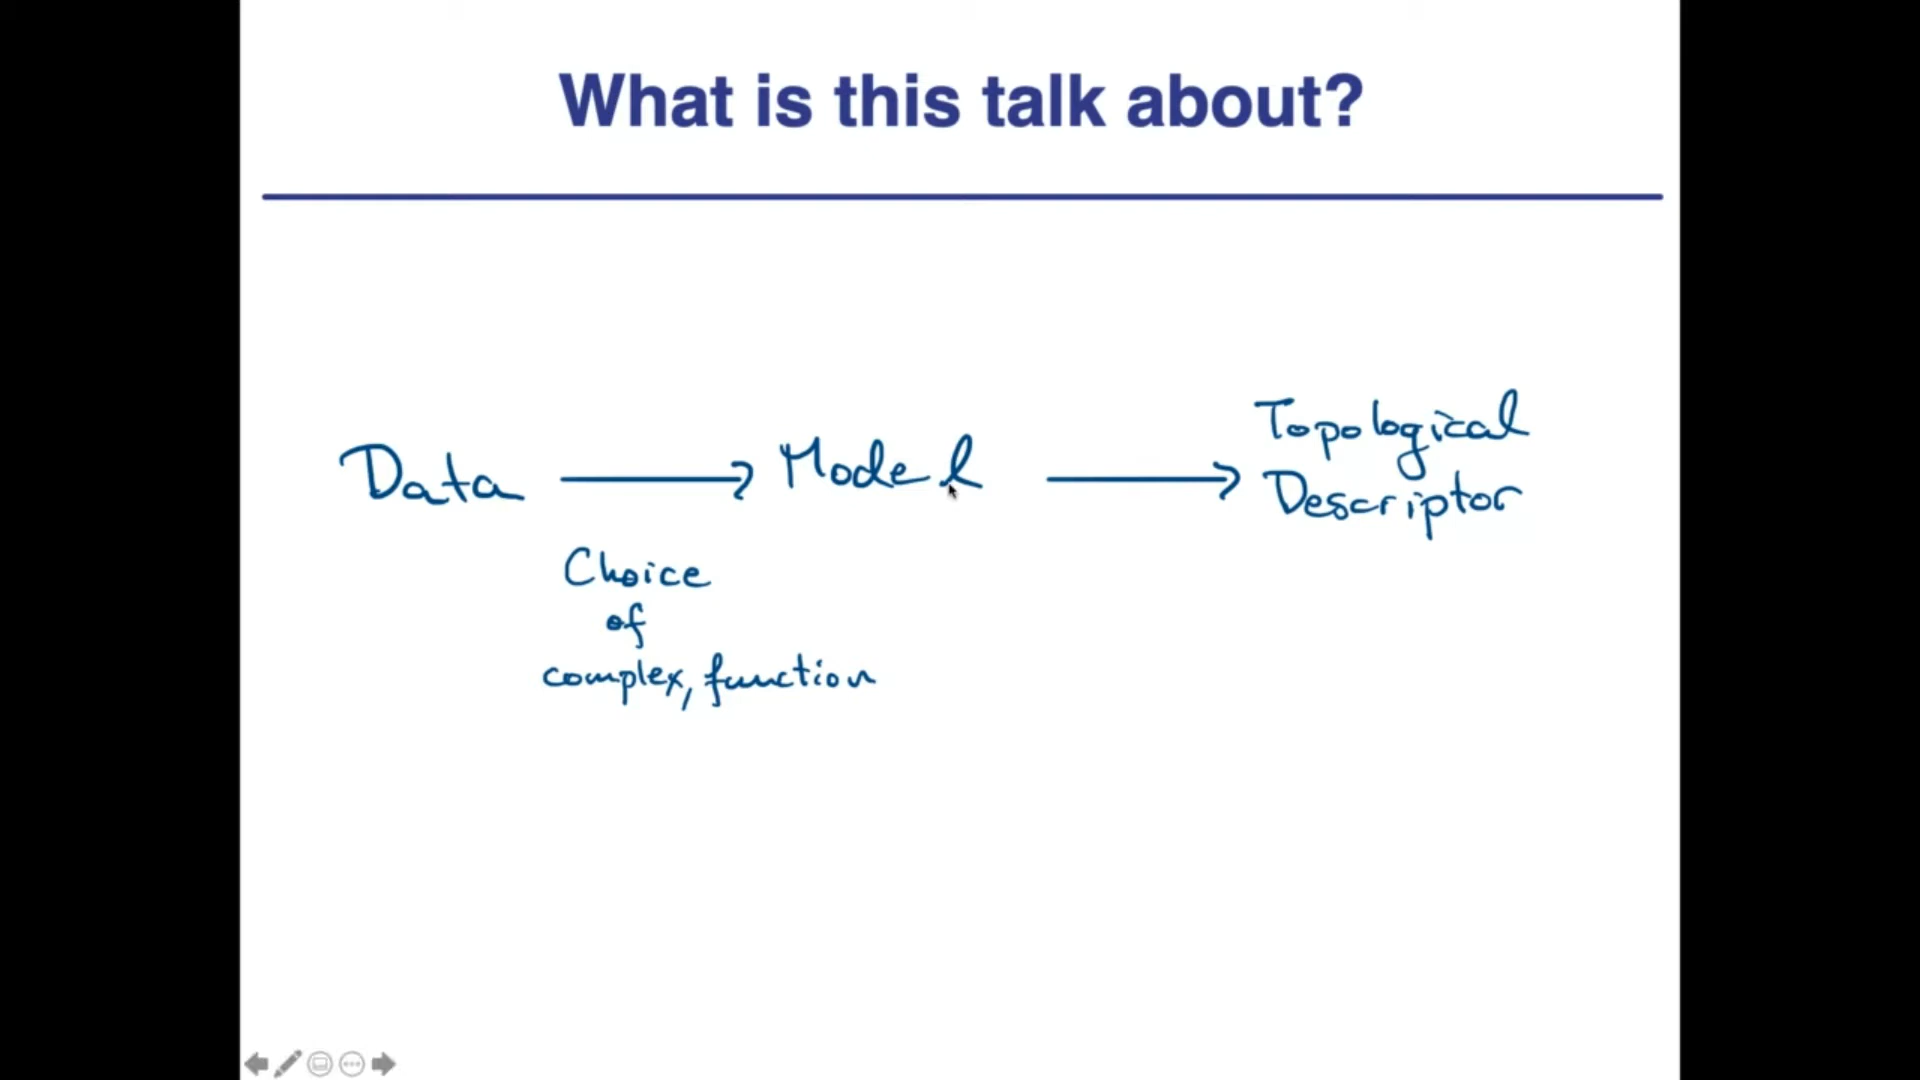 What is this talk about?
Data → Model → Topological
Descriptor
Choice
of
complex, function